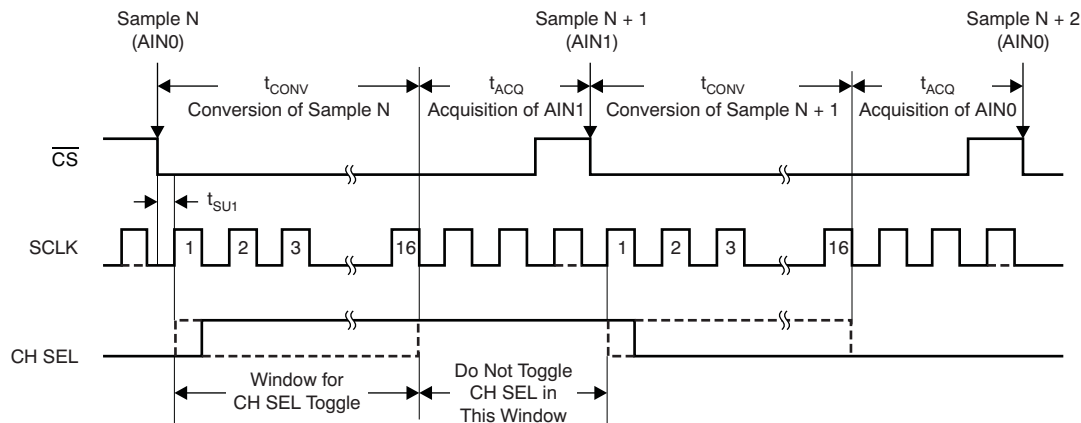 Sample N
(AIN0)
Sample N + 1
(AIN1)
Sample N + 2
(AIN0)
tCONV
Conversion of Sample N
tACQ
Acquisition of AIN1
tCONV
Conversion of Sample N + 1
tACQ
Acquisition of AIN0
CS
tSU1
SCLK
1 2 3 16 1 2 3 16
CH SEL
Window for
CH SEL Toggle
Do Not Toggle
CH SEL in
This Window